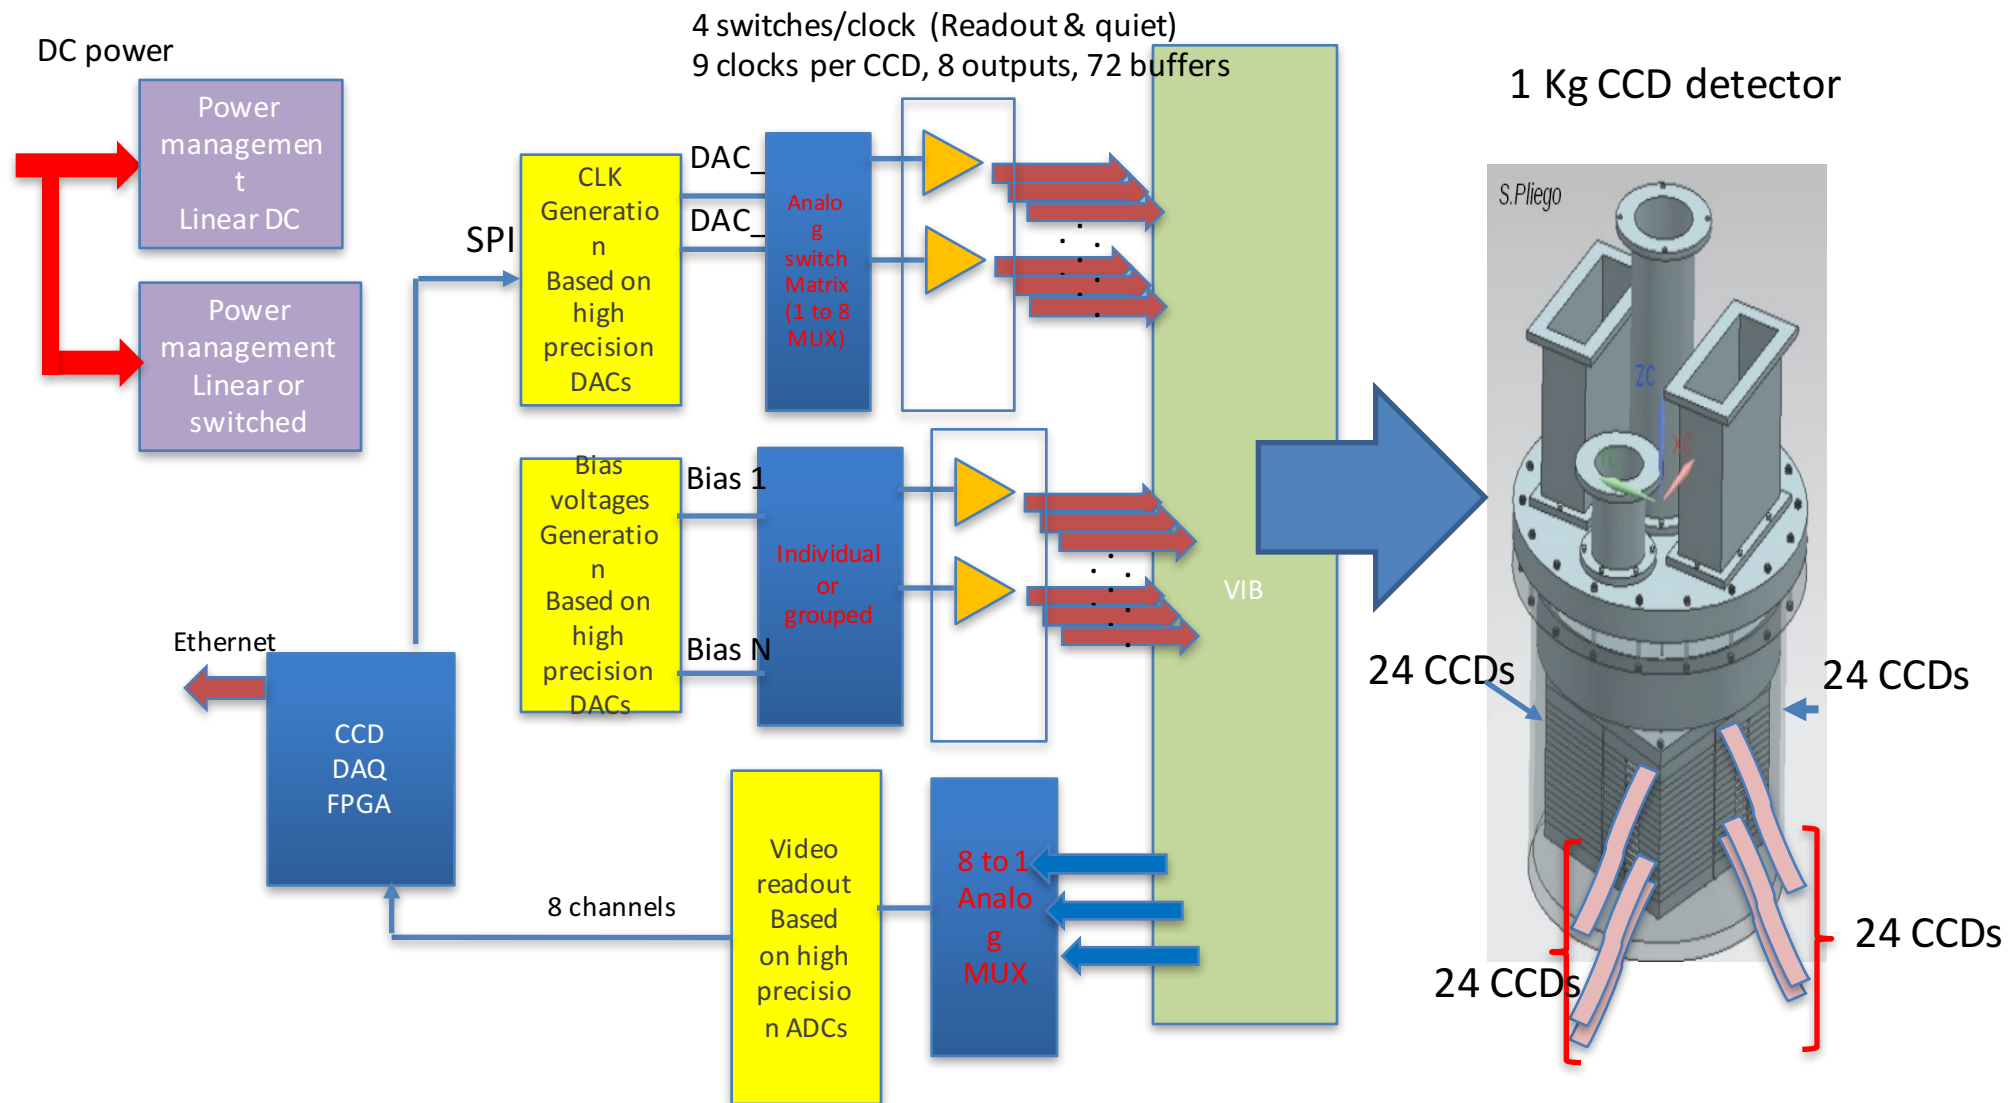 4 switches/clock  (Readout & quiet)
9 clocks per CCD, 8 outputs, 72 buffers
DC power
1 Kg CCD detector
Power
managemen
t
Linear DC
Power
management
Linear or
switched
SPI
CLK
Generatio
n
Based on
high
precision
DACs
DAC_
DAC_
Analo
g
switch
Matrix
(1 to 8
MUX)
S.Pliego
ZC
XC
YC
Bias
voltages
Generatio
n
Based on
high
precision
DACs
Bias 1
Bias N
Individual
or
grouped
VIB
Ethernet
CCD
DAQ
FPGA
8 channels
Video
readout
Based
on high
precisio
n ADCs
8 to 1
Analo
g
MUX
24 CCDs
24 CCDs
24 CCDs
24 CCDs